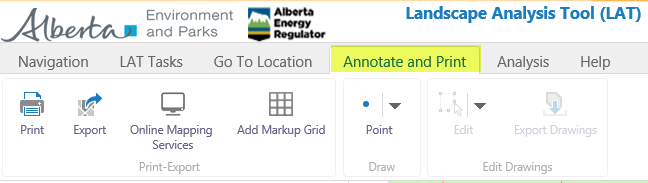 Alberta Environment and Parks
Alberta Energy Regulator
Landscape Analysis Tool (LAT)
Navigation LAT Tasks Go To Location Annotate and Print Analysis Help
Print Export Online Mapping Services Add Markup Grid Point Edit Export Drawings
Print-Export Draw Edit Drawings